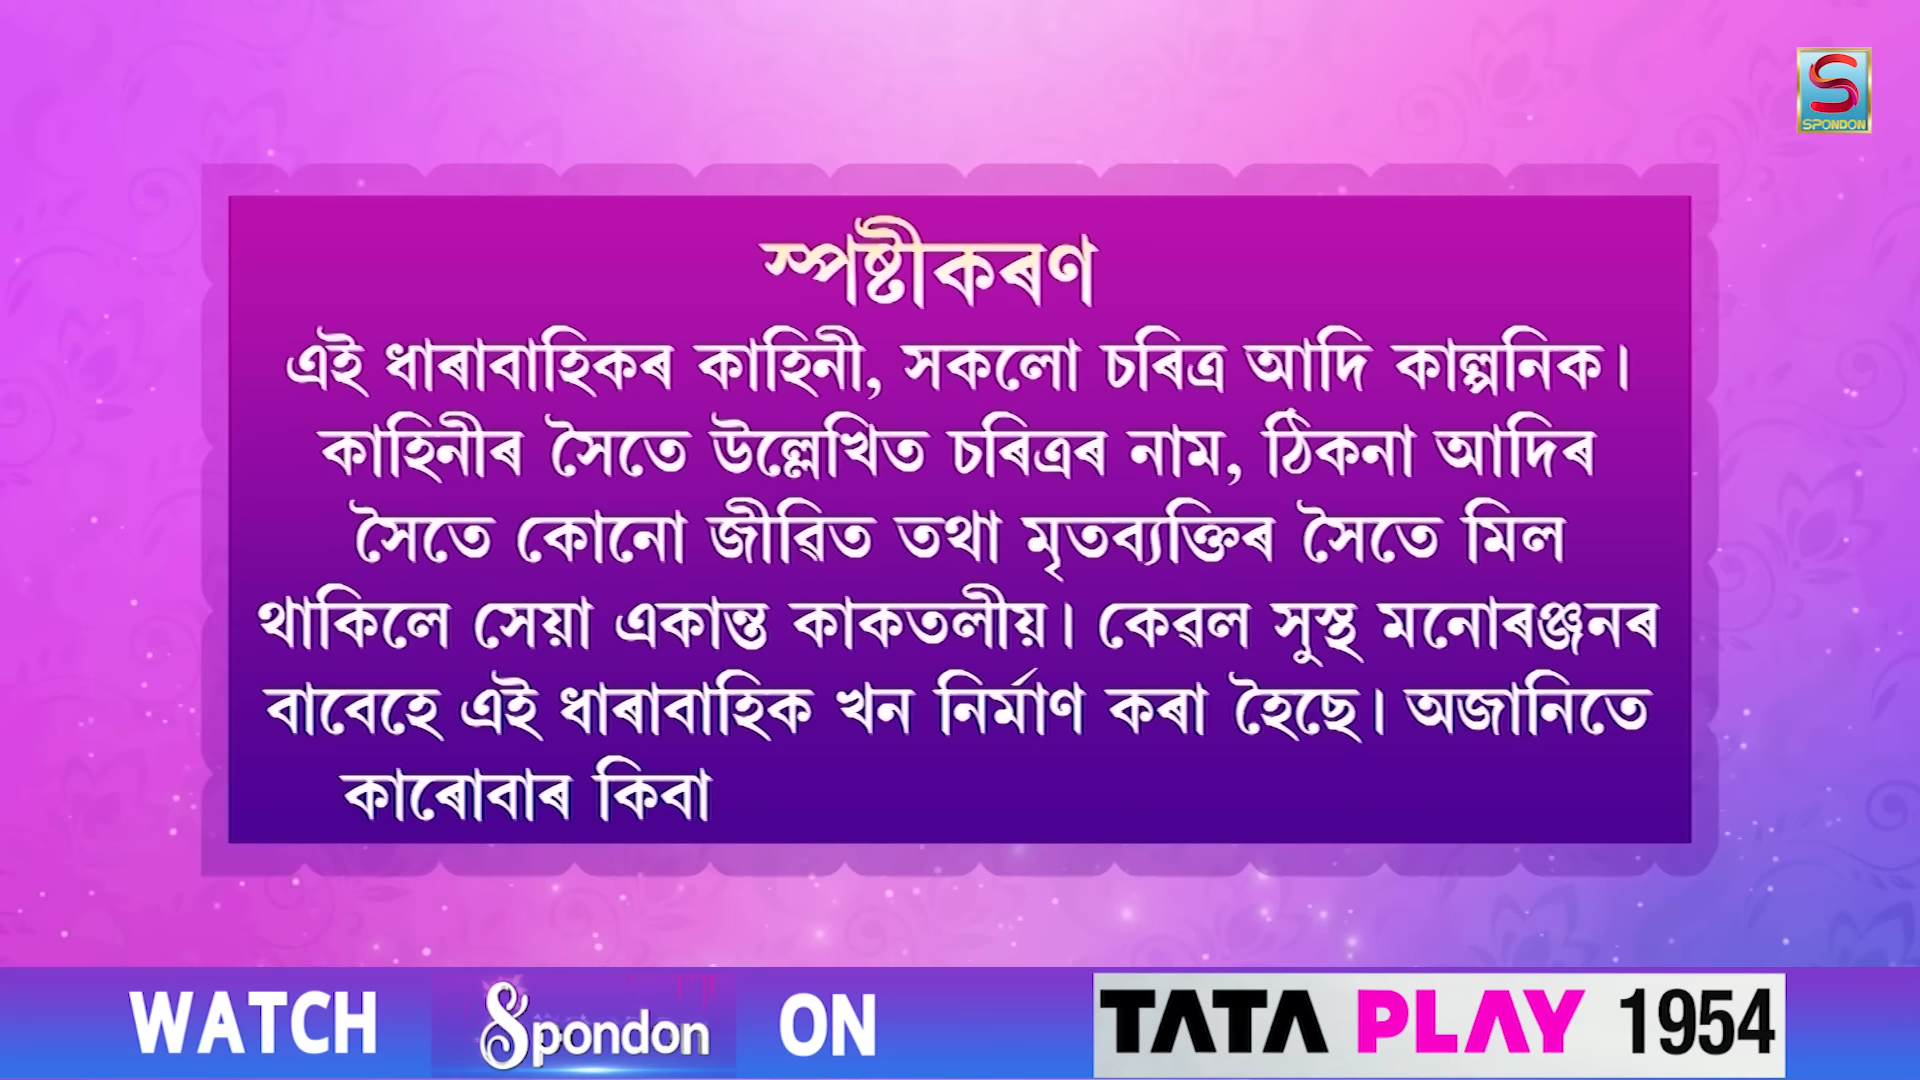 SPONDON
স্পষ্টীকৰণ
এই ধাৰাবাহিকৰ কাহিনী, সকলো চৰিত্ৰ আদি কাল্পনিক।
কাহিনীৰ সৈতে উল্লেখিত চৰিত্ৰৰ নাম, ঠিকনা আদিৰ
সৈতে কোনো জীৱিত তথা মৃতব্যক্তিৰ সৈতে মিল
থাকিলে সেয়া একান্ত কাকতলীয়। কেৱল সুস্থ মনোৰঞ্জনৰ
বাবেহে এই ধাৰাবাহিক খন নিৰ্মাণ কৰা হৈছে। অজানিতে
কাৰোবাৰ কিবা
WATCH Spondon ON TATA PLAY 1954